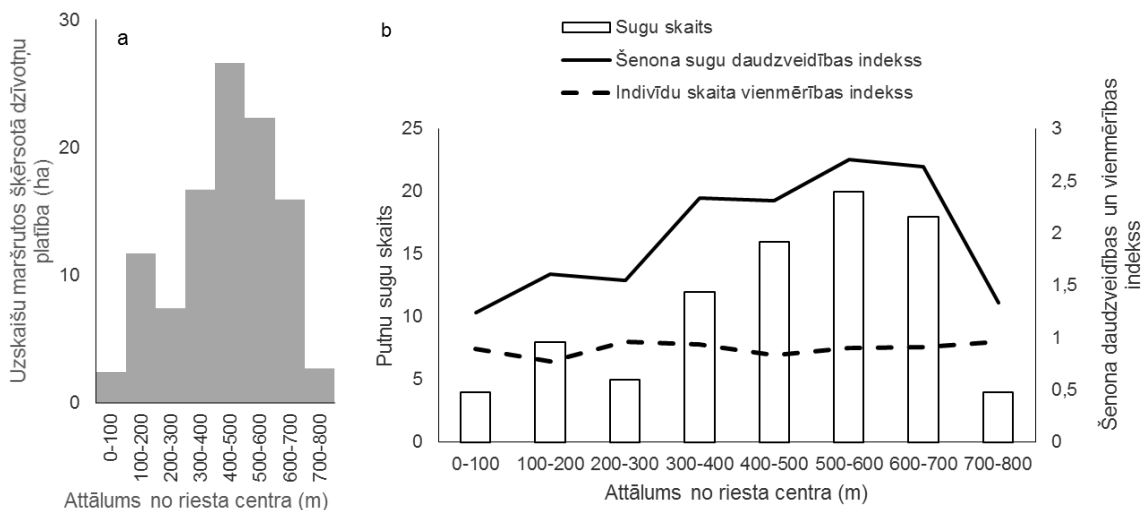 a
Uzskaišu maršrutos šķērsotā dzīvotņu
platība (ha)
30
20
10
0
0-100
100-200
200-300
300-400
400-500
500-600
600-700
700-800
Attālums no riesta centra (m)
b
Sugu skaits
Šenona sugu daudzveidības indekss
Indivīdu skaita vienmērības indekss
Putnu sugu skaits
25
20
15
10
5
0
3
2,5
2
1,5
1
0,5
0
Šenona daudzveidības un vienmērības
indekss
0-100 100-200 200-300 300-400 400-500 500-600 600-700 700-800
Attālums no riesta centra (m)